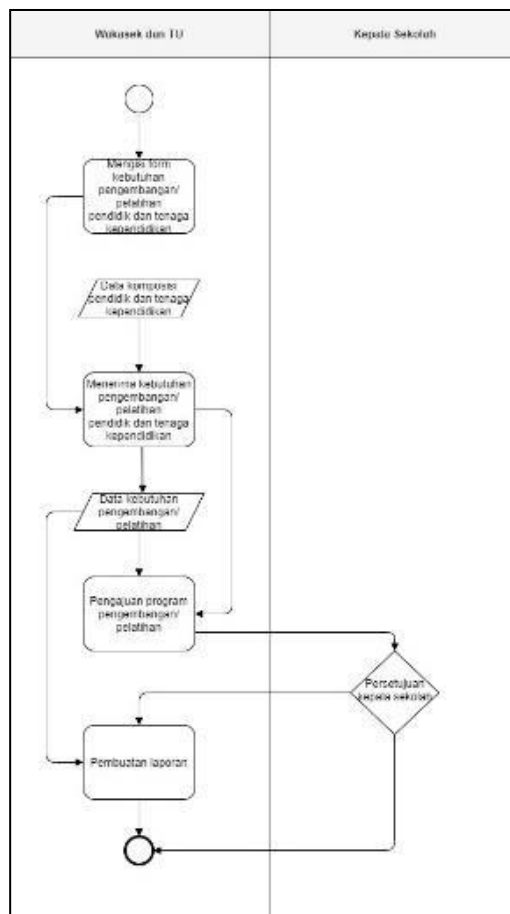 Wakasek dan TU
Kepala Sekolah
Mengisi form
kebutuhan
pengembangan/
pelatihan
pendidik dan tenaga
kependidikan
Data komposisi
pendidik dan tenaga
kependidikan
Menerima kebutuhan
pengembangan/
pelatihan
pendidik dan tenaga
kependidikan
Data kebutuhan
pengembangan/
pelatihan
Pengajuan program
pengembangan/
pelatihan
Persetujuan
kepala sekolah
Pembuatan laporan